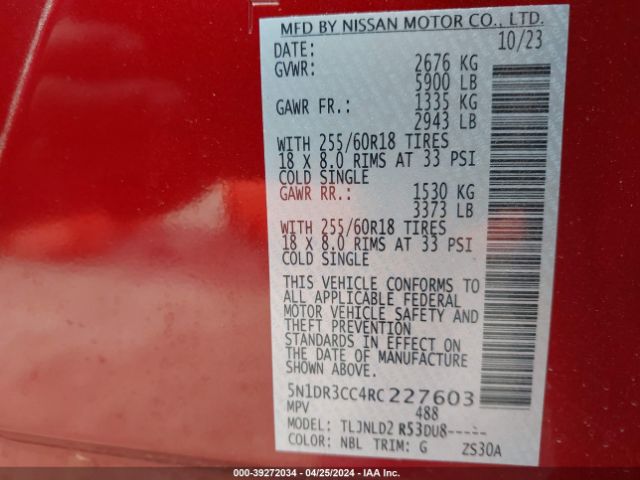 MFD BY NISSAN MOTOR CO., LTD.
DATE: 10/23
GVWR: 2676 KG
5900 LB
GAWR FR.: 1335 KG
2943 LB
WITH 255/60R18 TIRES
18 X 8.0 RIMS AT 33 PSI
COLD SINGLE
GAWR RR.: 1530 KG
3373 LB
WITH 255/60R18 TIRES
18 X 8.0 RIMS AT 33 PSI
COLD SINGLE
THIS VEHICLE CONFORMS TO
ALL APPLICABLE FEDERAL
MOTOR VEHICLE SAFETY AND
THEFT PREVENTION
STANDARDS IN EFFECT ON
THE DATE OF MANUFACTURE
SHOWN ABOVE.
5N1DR3CC4RC227603
MPV 488
MODEL: TLJNLD2 R53DU8-----
COLOR: NBL TRIM: G ZS30A
000-39272034 - 04/25/2024 - IAAI.com